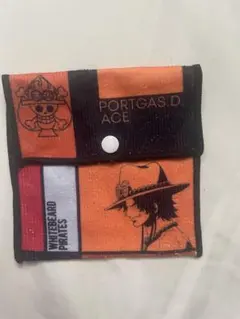 PORTGAS.D.
ACE
WHITEBEARD
PIRATES